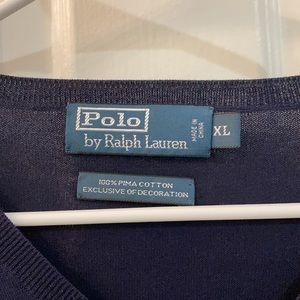 Polo
by Ralph Lauren
MADE IN
CHINA
XL
100% PIMA COTTON
EXCLUSIVE OF DECORATION